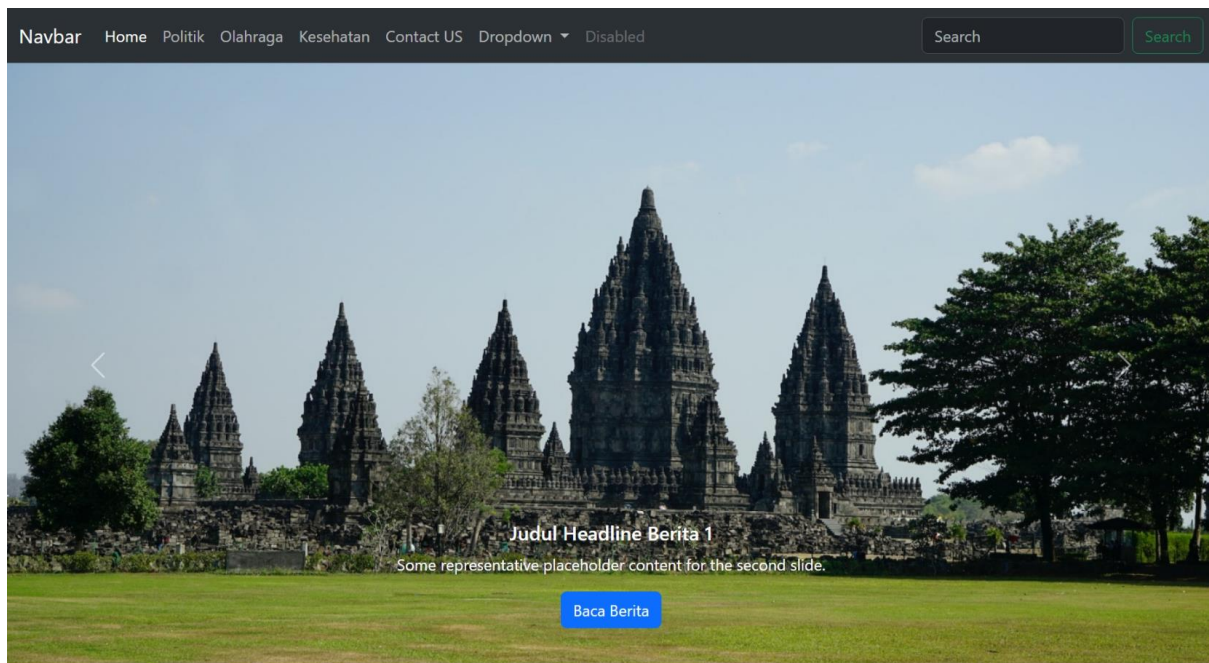 Navbar Home Politik Olahraga Kesehatan Contact US Dropdown Disabled Search Search
Judul Headline Berita 1
Some representative placeholder content for the second slide.
Baca Berita